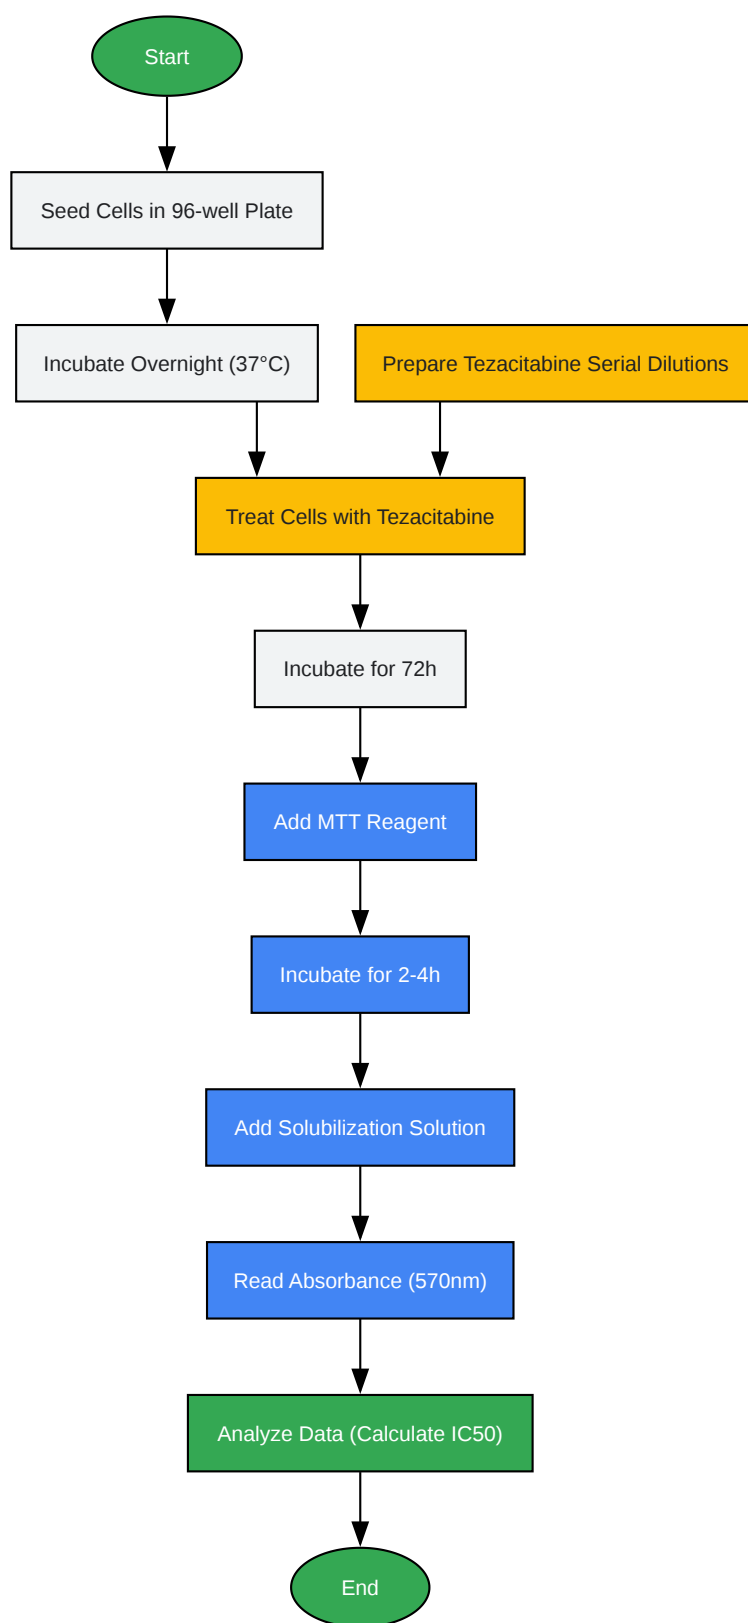 Start
Seed Cells in 96-well Plate
Incubate Overnight (37°C)
Prepare Tezacitabine Serial Dilutions
Treat Cells with Tezacitabine
Incubate for 72h
Add MTT Reagent
Incubate for 2-4h
Add Solubilization Solution
Read Absorbance (570nm)
Analyze Data (Calculate IC50)
End